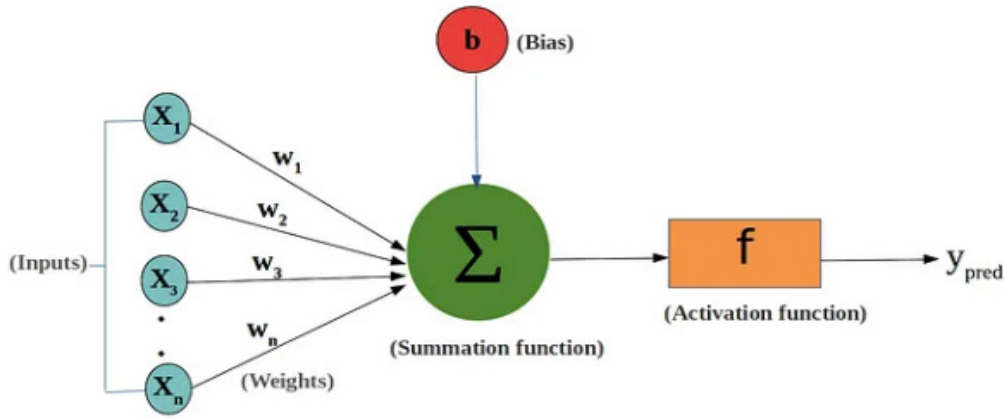 b (Bias)
X1
w1
X2
w2
(Inputs)
X3
w3
Σ
f
ypred
.
.
wn
Xn
(Weights)
(Summation function)
(Activation function)